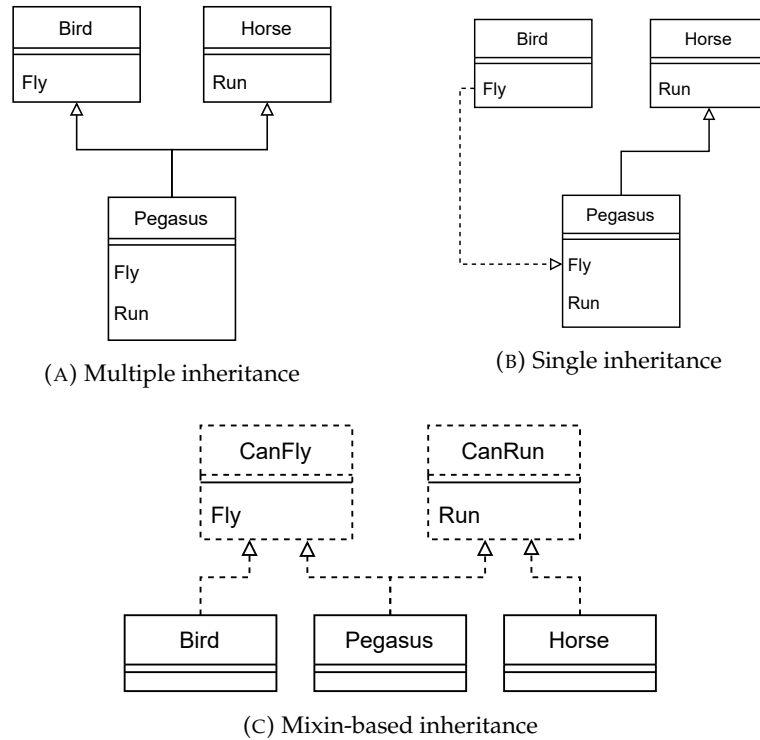 Bird
Fly
Horse
Run
Pegasus
Fly
Run
(A) Multiple inheritance
Bird
Fly
Horse
Run
Pegasus
Fly
Run
(B) Single inheritance
CanFly
Fly
CanRun
Run
Bird
Pegasus
Horse
(C) Mixin-based inheritance